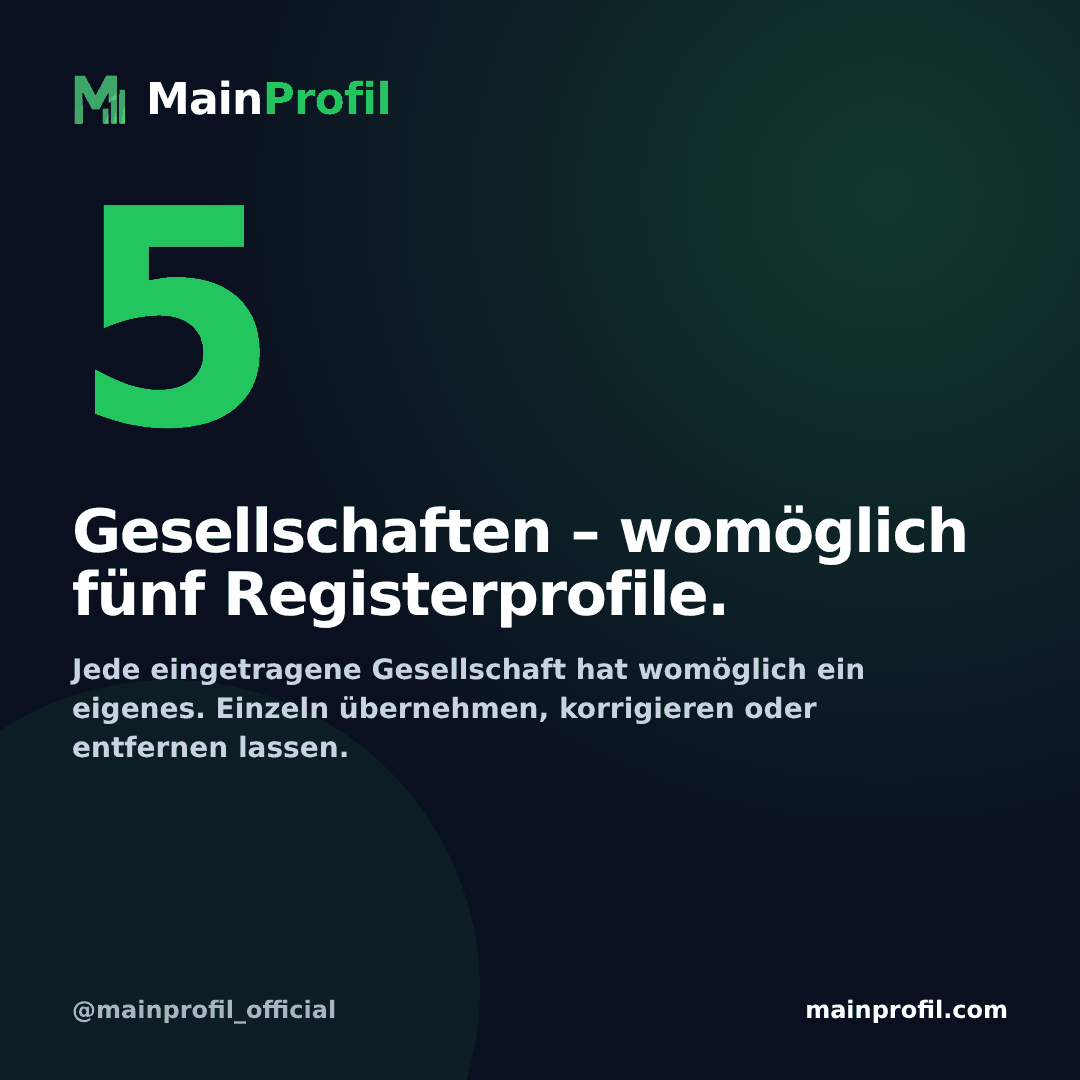 MainProfil
5
Gesellschaften – womöglich
fünf Registerprofile.
Jede eingetragene Gesellschaft hat womöglich ein
eigenes. Einzeln übernehmen, korrigieren oder
entfernen lassen.
@mainprofil_official
mainprofil.com